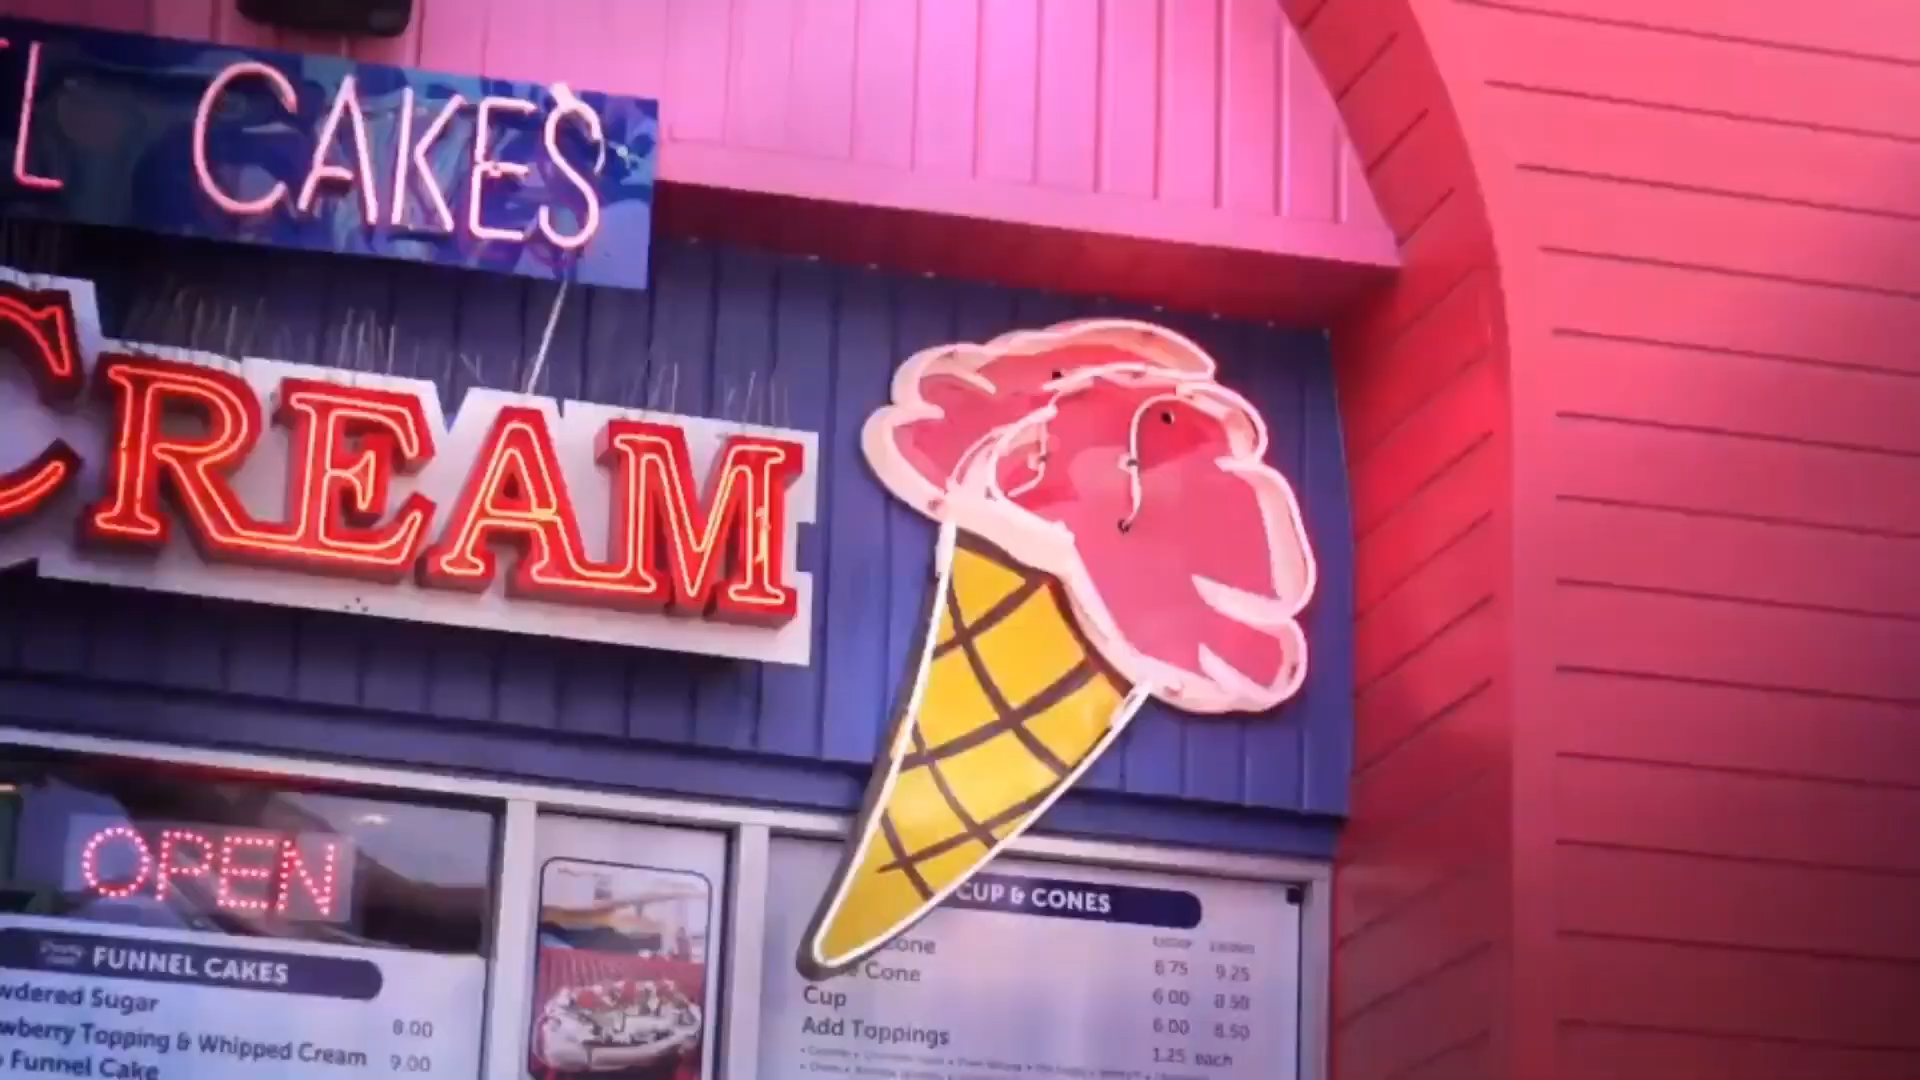 L CAKES
CREAM
OPEN
FUNNEL CAKES
wdered Sugar 8.00
wberry Topping & Whipped Cream 9.00
Funnel Cake
CUP & CONES
Cone 6.75 9.25
Cone 6.00 8.50
Cup 6.00 8.50
Add Toppings 1.25 each